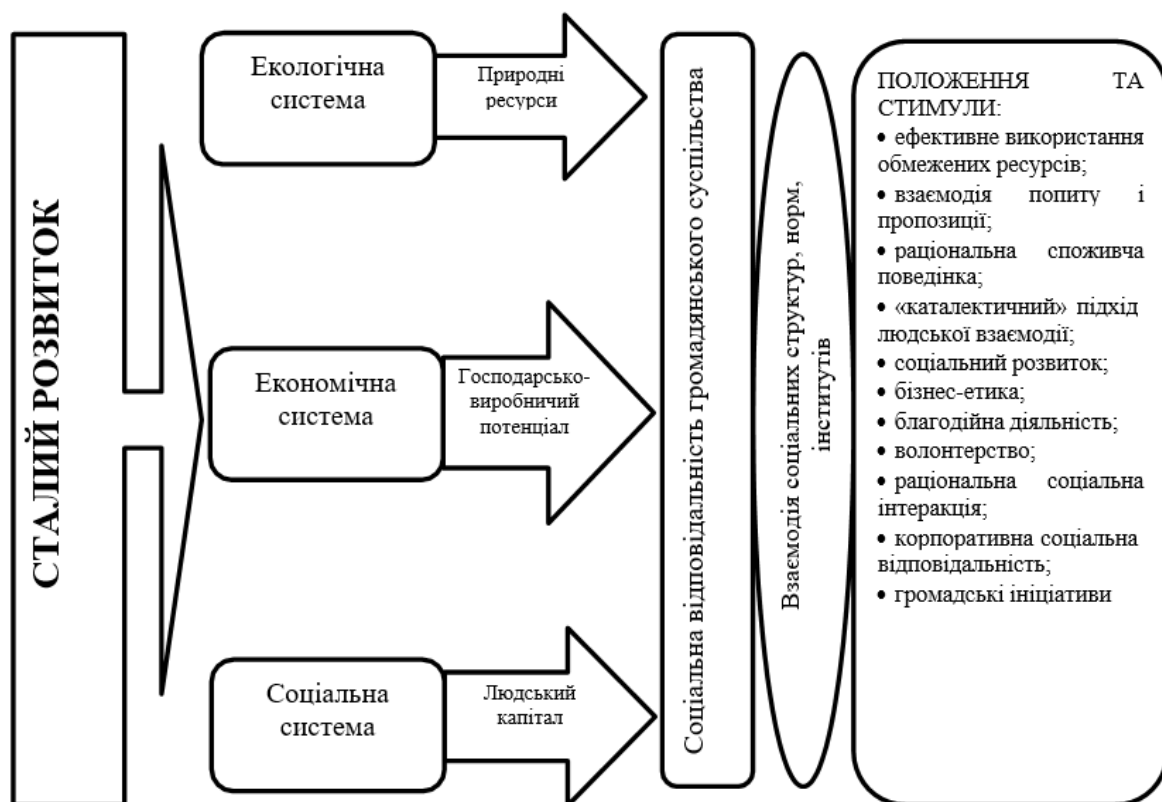 СТАЛИЙ РОЗВИТОК
Екологічна
система
Природні
ресурси
Економічна
система
Господарсько-
виробничий
потенціал
Соціальна
система
Людський
капітал
Соціальна відповідальність громадянського суспільства
Взаємодія соціальних структур, норм,
інститутів
ПОЛОЖЕННЯ ТА
СТИМУЛИ:
• ефективне використання
обмежених ресурсів;
• взаємодія попиту і
пропозиції;
• раціональна споживча
поведінка;
• «каталектичний» підхід
людської взаємодії;
• соціальний розвиток;
• бізнес-етика;
• благодійна діяльність;
• волонтерство;
• раціональна соціальна
інтеракція;
• корпоративна соціальна
відповідальність;
• громадські ініціативи